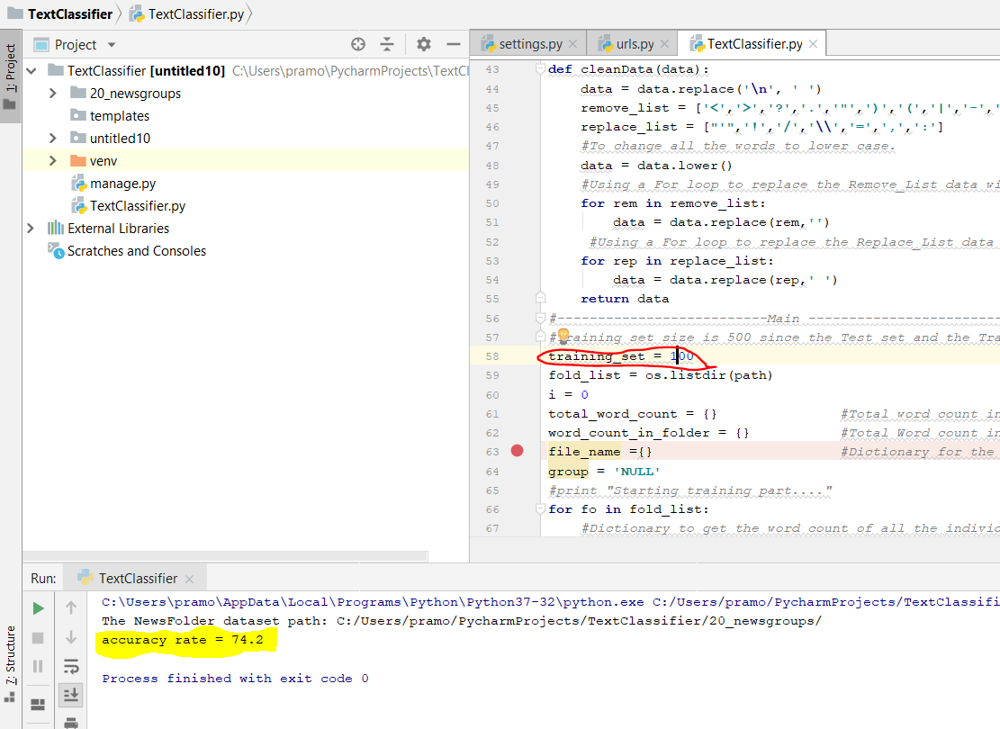 TextClassifier TextClassifier.py
1: Project
Project
settings.py urls.py TextClassifier.py
TextClassifier [untitled10] C:\Users\pramo\PycharmProjects\TextCl
20_newsgroups
templates
untitled10
venv
manage.py
TextClassifier.py
External Libraries
Scratches and Consoles
43 def cleanData(data):
44 data = data.replace('\n', ' ')
45 remove_list = ['<','>','?','.','"',')','(','|','-','
46 replace_list = ["'",'!','/','\\','=',',',':']
47 #To change all the words to lower case.
48 data = data.lower()
49 #Using a For loop to replace the Remove_List data wi
50 for rem in remove_list:
51 data = data.replace(rem,'')
52 #Using a For loop to replace the Replace_List data
53 for rep in replace_list:
54 data = data.replace(rep,' ')
55 return data
56 #--------------------------Main -----------------------
57 #Training set size is 500 since the Test set and the Tra
58 training_set = 100
59 fold_list = os.listdir(path)
60 i = 0
61 total_word_count = {} #Total word count in
62 word_count_in_folder = {} #Total Word count in
63 file_name ={} #Dictionary for the
64 group = 'NULL'
65 #print "Starting training part...."
66 for fo in fold_list:
67 #Dictionary to get the word count of all the indivic
Run: TextClassifier
C:\Users\pramo\AppData\Local\Programs\Python\Python37-32\python.exe C:/Users/pramo/PycharmProjects/TextClassifi
The NewsFolder dataset path: C:/Users/pramo/PycharmProjects/TextClassifier/20_newsgroups/
accuracy rate = 74.2
Process finished with exit code 0
7: Structure